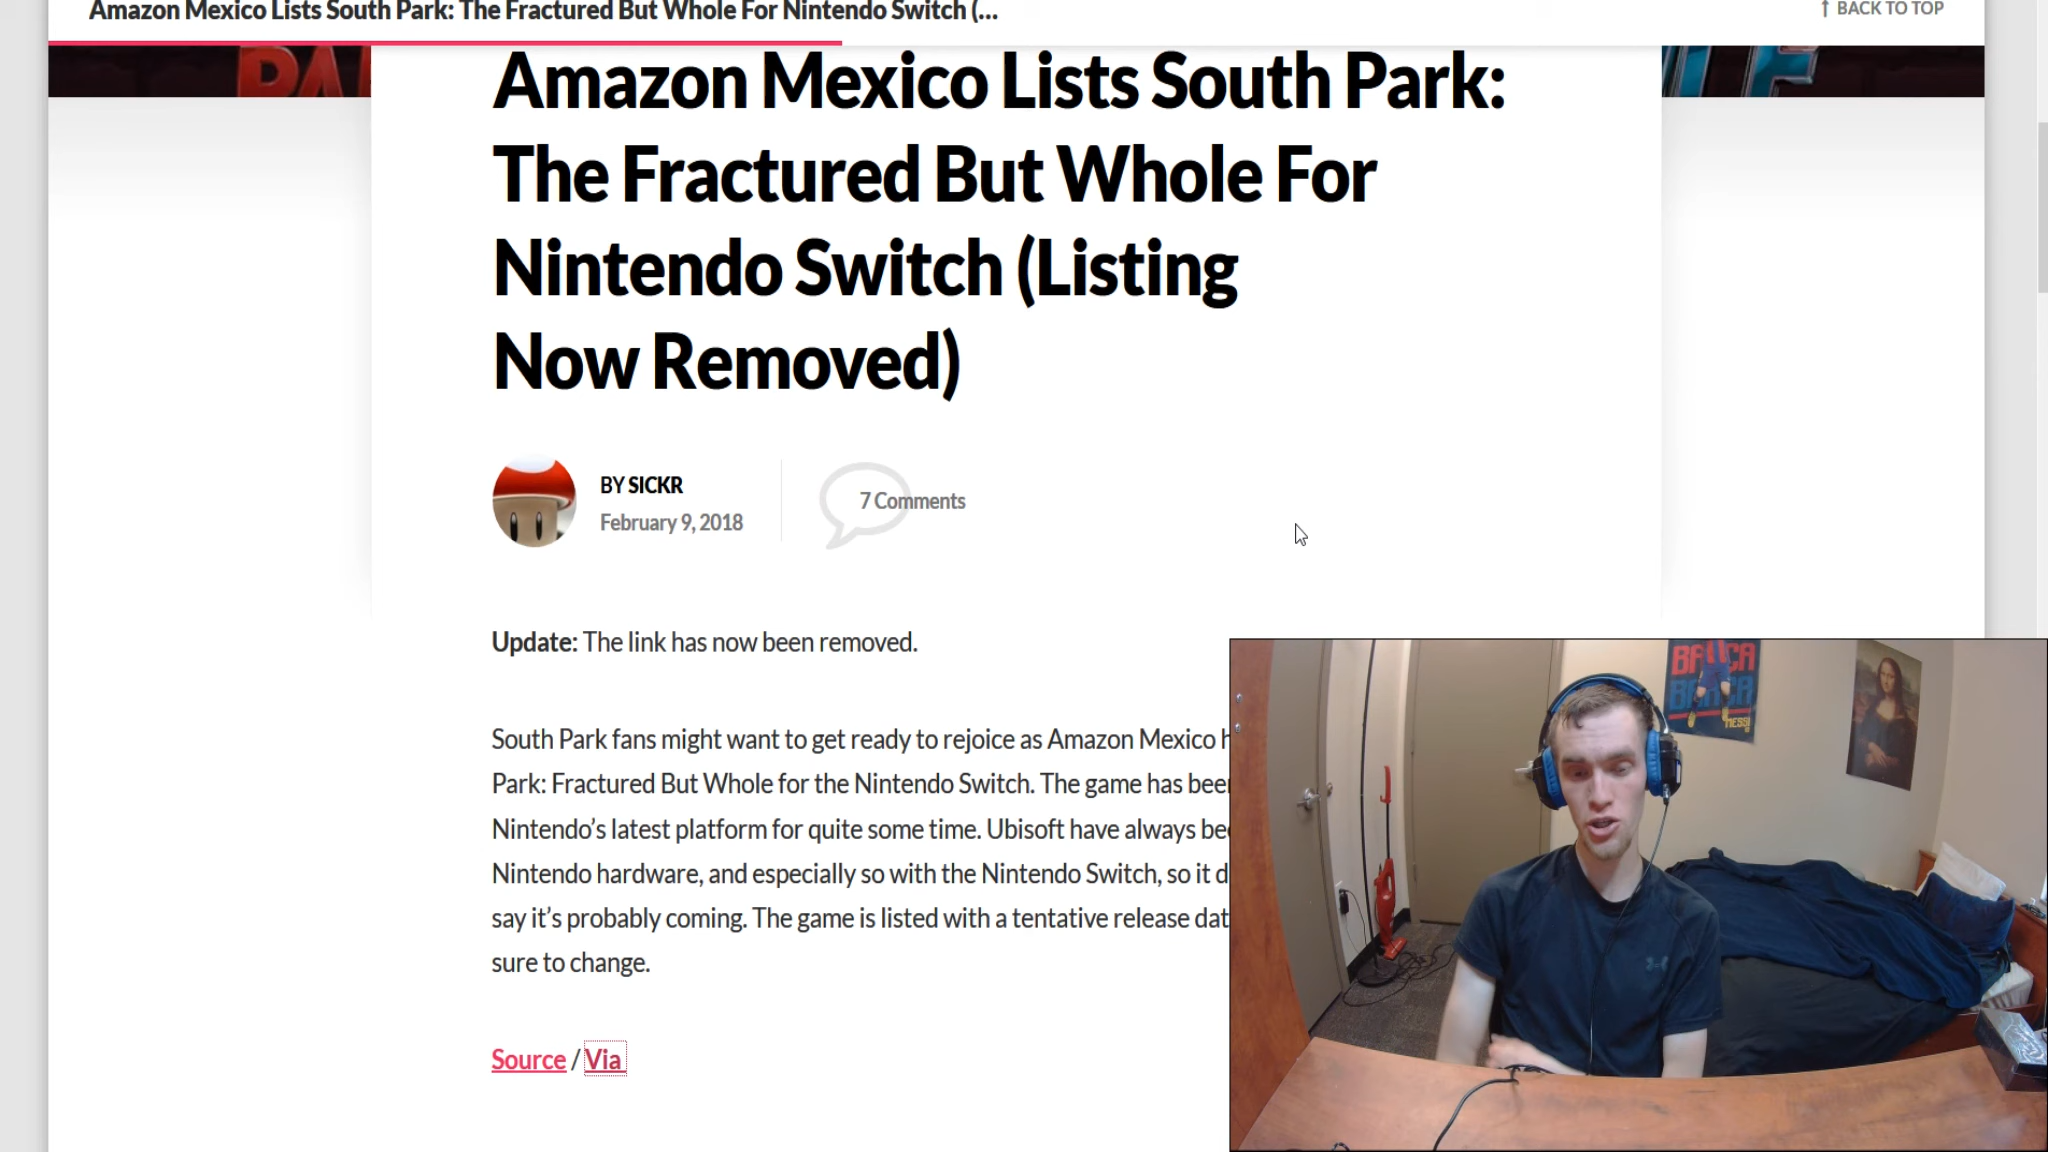 Amazon Mexico Lists South Park: The Fractured But Whole For Nintendo Switch (...
↑ BACK TO TOP
Amazon Mexico Lists South Park:
The Fractured But Whole For
Nintendo Switch (Listing
Now Removed)
BY SICKR
February 9, 2018
7 Comments
Update: The link has now been removed.
South Park fans might want to get ready to rejoice as Amazon Mexico
Park: Fractured But Whole for the Nintendo Switch. The game has
Nintendo's latest platform for quite some time. Ubisoft have always
Nintendo hardware, and especially so with the Nintendo Switch, so it
say it's probably coming. The game is listed with a tentative release
sure to change.
Source / Via
MESSI